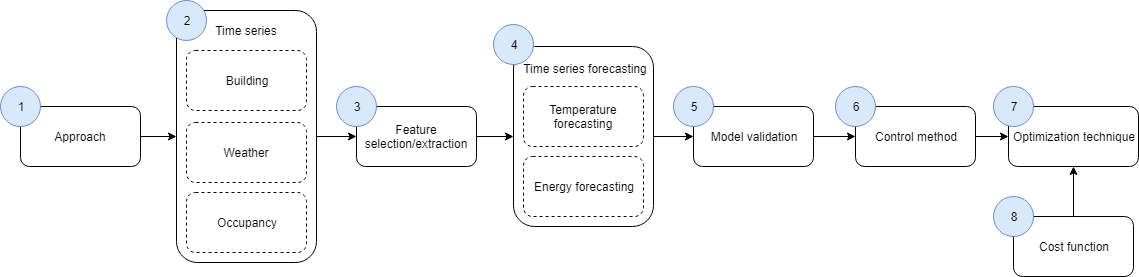 1
Approach
2
Time series
Building
Weather
Occupancy
3
Feature
selection/extraction
4
Time series forecasting
Temperature
forecasting
Energy forecasting
5
Model validation
6
Control method
7
Optimization technique
8
Cost function